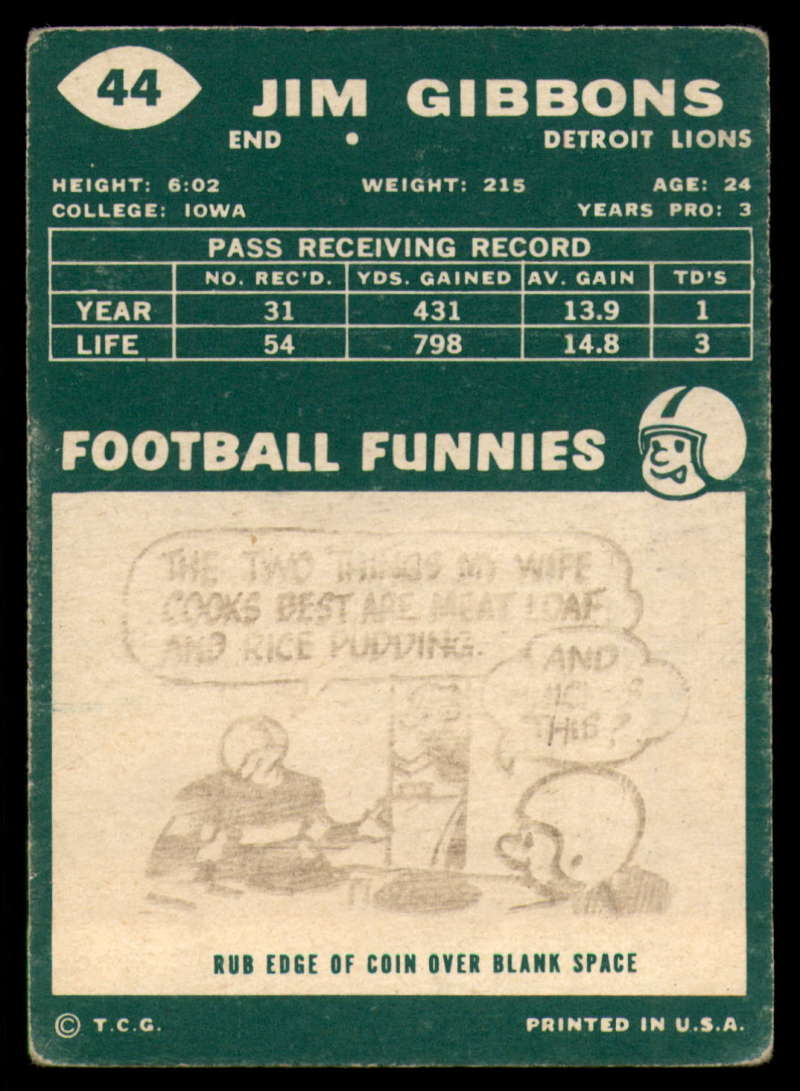 44
JIM GIBBONS
END • DETROIT LIONS
HEIGHT: 6:02 WEIGHT: 215 AGE: 24
COLLEGE: IOWA YEARS PRO: 3
PASS RECEIVING RECORD
NO. REC'D. YDS. GAINED AV. GAIN TD'S
YEAR 31 431 13.9 1
LIFE 54 798 14.8 3
FOOTBALL FUNNIES
THE TWO THINGS MY WIFE
COOKS BEST ARE MEAT LOAF
AND RICE PUDDING.
AND
THIS?
RUB EDGE OF COIN OVER BLANK SPACE
© T.C.G. PRINTED IN U.S.A.